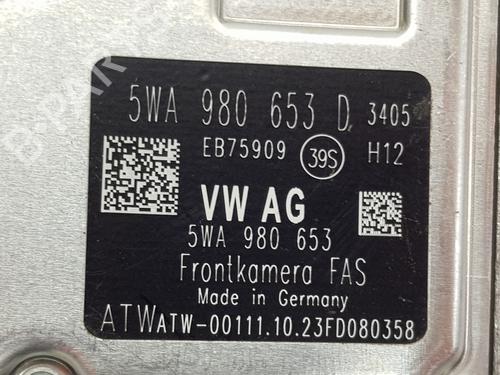 5WA 980 653 D 3405
EB75909 39S H12
VW AG
5WA 980 653
Frontkamera FAS
Made in Germany
ATWATW-00111.10.23FD080358
B-PARTS